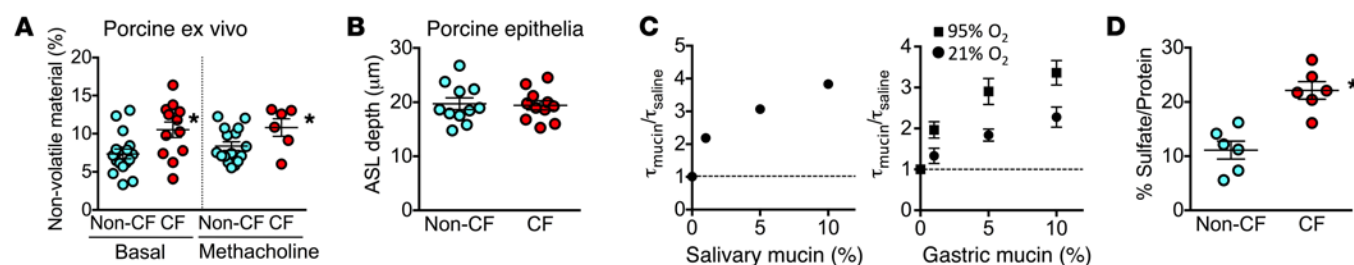 A
Porcine ex vivo
Non-volatile material (%)
20
15
10
5
0
*
*
Non-CF CF Non-CF CF
Basal Methacholine
B
Porcine epithelia
ASL depth (μm)
30
20
10
0
Non-CF CF
C
τmucin/τsaline
5
4
3
2
1
0 5 10
Salivary mucin (%)
■ 95% O2
● 21% O2
τmucin/τsaline
4
3
2
1
0
0 5 10
Gastric mucin (%)
D
% Sulfate/Protein
30
20
10
0
*
Non-CF CF